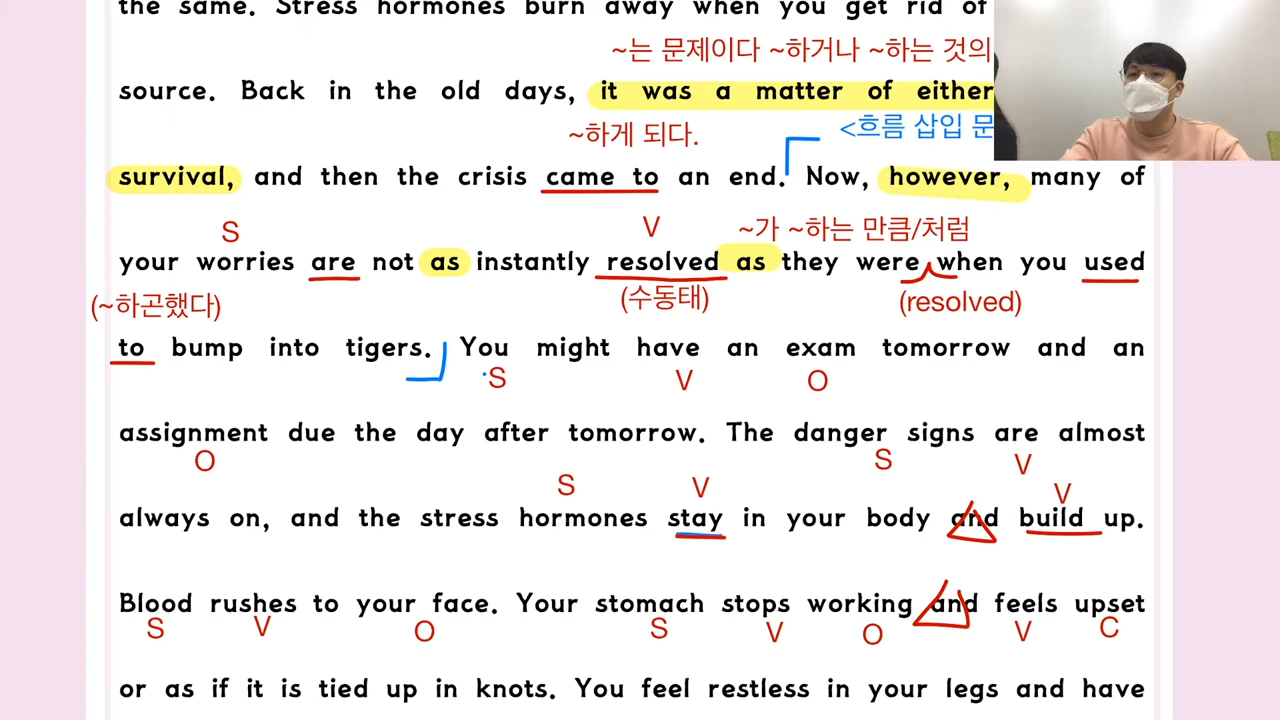 the same. Stress hormones burn away when you get rid of
~는 문제이다 ~하거나 ~하는 것의
source. Back in the old days, it was a matter of either
~하게 되다.
<흐름 삽입 문
survival, and then the crisis came to an end. Now, however, many of
S
V
~가 ~하는 만큼/처럼
your worries are not as instantly resolved as they were when you used
(~하곤했다)
(수동태)
(resolved)
to bump into tigers. You might have an exam tomorrow and an
S
V
O
assignment due the day after tomorrow. The danger signs are almost
O
S
V
S
V
V
always on, and the stress hormones stay in your body and build up.
Blood rushes to your face. Your stomach stops working and feels upset
S
V
O
S
V
O
V
C
or as if it is tied up in knots. You feel restless in your legs and have